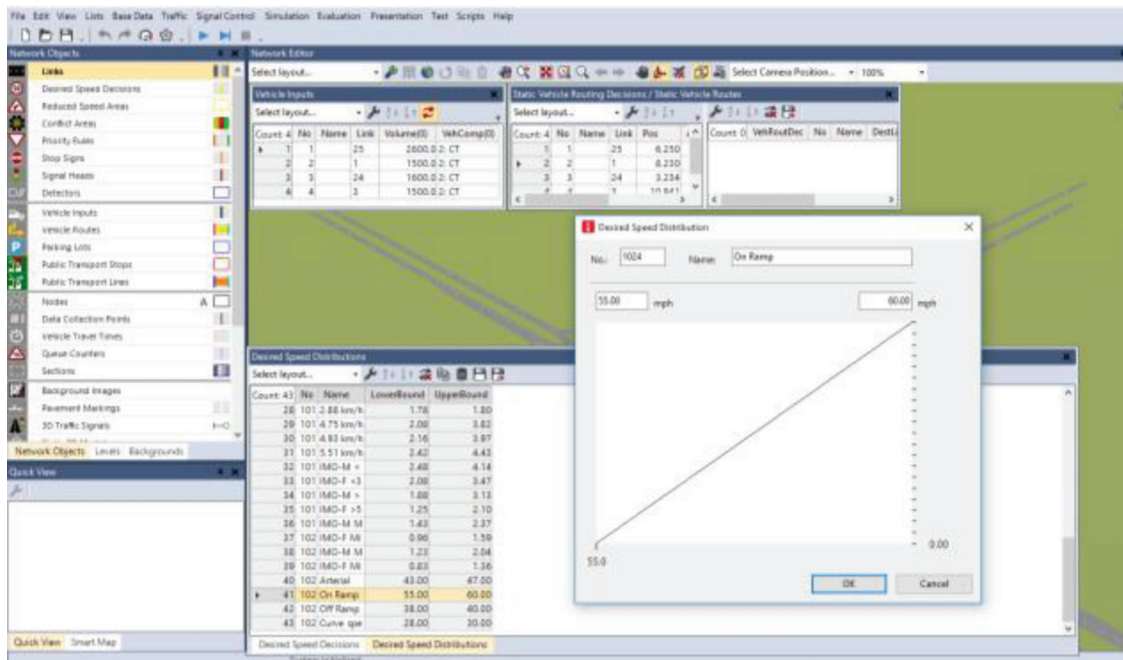 File Edit View Lists Base Data Traffic Signal Control Simulation Evaluation Presentation Test Scripts Help
Network Objects
Network Editor
Links
Desired Speed Decisions
Reduced Speed Areas
Conflict Areas
Priority Rules
Stop Signs
Signal Heads
Detectors
Vehicle Inputs
Vehicle Routes
Parking Lots
Public Transport Stops
Public Transport Lines
Nodes A
Data Collection Points
Vehicle Travel Times
Queue Counters
Sections
Background Images
Pavement Markings
3D Traffic Signals
Network Objects Levels Backgrounds
Quick View
Quick View Smart Map
Select layout... Select Camera Position... 100%
Vehicle Inputs
Select layout...
Count: 4 No Name Link Volume(0) VehComp(0)
1 1 25 2600.0 2: CT
2 2 1 1500.0 2: CT
3 3 24 1600.0 2: CT
4 4 3 1500.0 2: CT
Static Vehicle Routing Decisions / Static Vehicle Routes
Select layout...
Count: 4 No Name Link Pos
1 1 25 6.250
2 2 1 8.230
3 3 24 3.234
Count: 0 VehRoutDec No Name DestLi
Desired Speed Distribution
No.: 1024 Name: On Ramp
55.00 mph 60.00 mph
0.00
55.0
OK Cancel
Desired Speed Distributions
Select layout...
Count: 43 No Name LowerBound UpperBound
28 101 2.88 km/h 1.78 1.80
29 101 4.75 km/h 2.08 3.82
30 101 4.93 km/h 2.16 3.97
31 101 5.51 km/h 2.42 4.43
32 101 IMO-M < 2.48 4.14
33 101 IMO-F <3 2.08 3.47
34 101 IMO-M > 1.88 3.13
35 101 IMO-F >5 1.25 2.10
36 101 IMO-M M 1.43 2.37
37 102 IMO-F Mi 0.96 1.59
38 102 IMO-M M 1.23 2.04
39 102 IMO-F Mi 0.83 1.36
40 102 Arterial 43.00 47.00
41 102 On Ramp 55.00 60.00
42 102 Off Ramp 38.00 40.00
43 102 Curve spe 28.00 30.00
Desired Speed Decisions Desired Speed Distributions